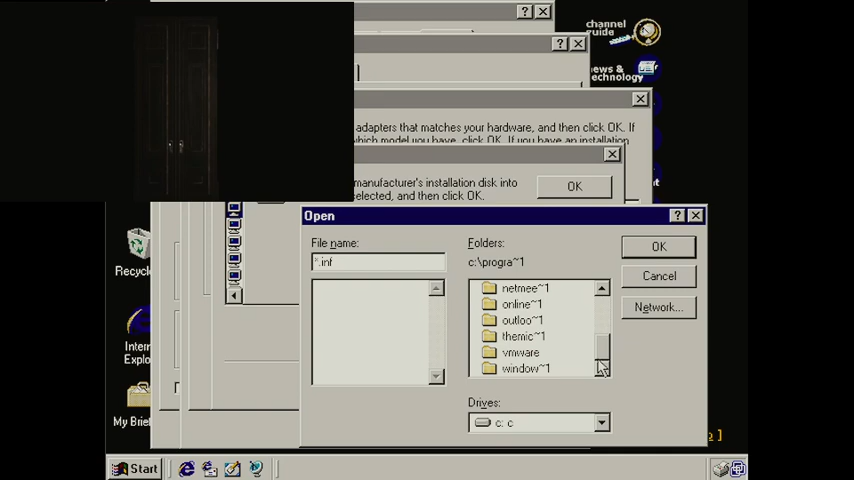 channel
guide
news &
technology
adapters that matches your hardware, and then click OK. If
which model you have, click OK. If you have an installation
manufacturer's installation disk into
selected, and then click OK.
OK
Open
File name:
*.inf
Folders:
c:\progra~1
netmee~1
online~1
outloo~1
themic~1
vmware
window~1
OK
Cancel
Network...
Drives:
c: c
Recycle
Intern
Explo
My Brief
Start